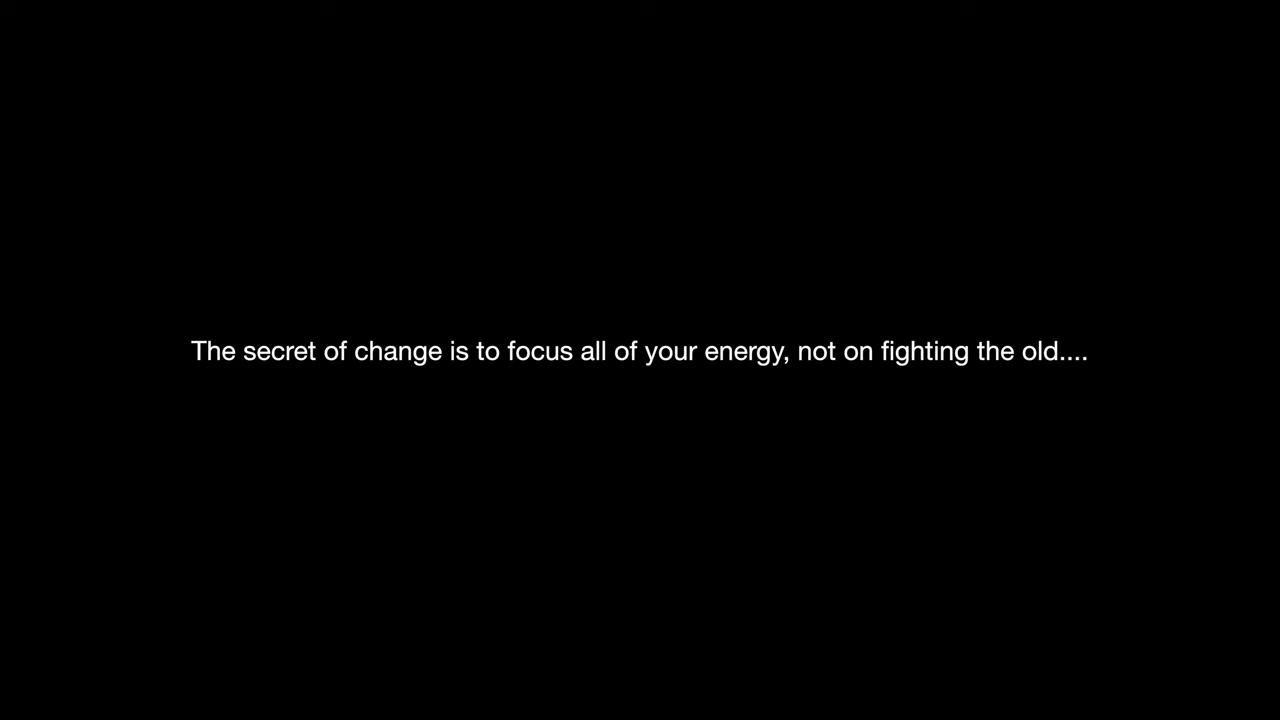 The secret of change is to focus all of your energy, not on fighting the old....